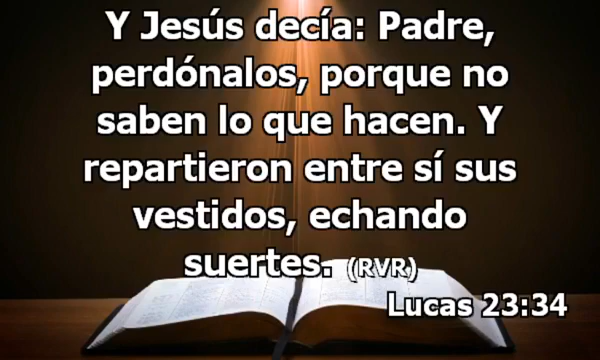 Y Jesús decía: Padre,
perdónalos, porque no
saben lo que hacen. Y
repartieron entre sí sus
vestidos, echando
suertes. (RVR)
Lucas 23:34